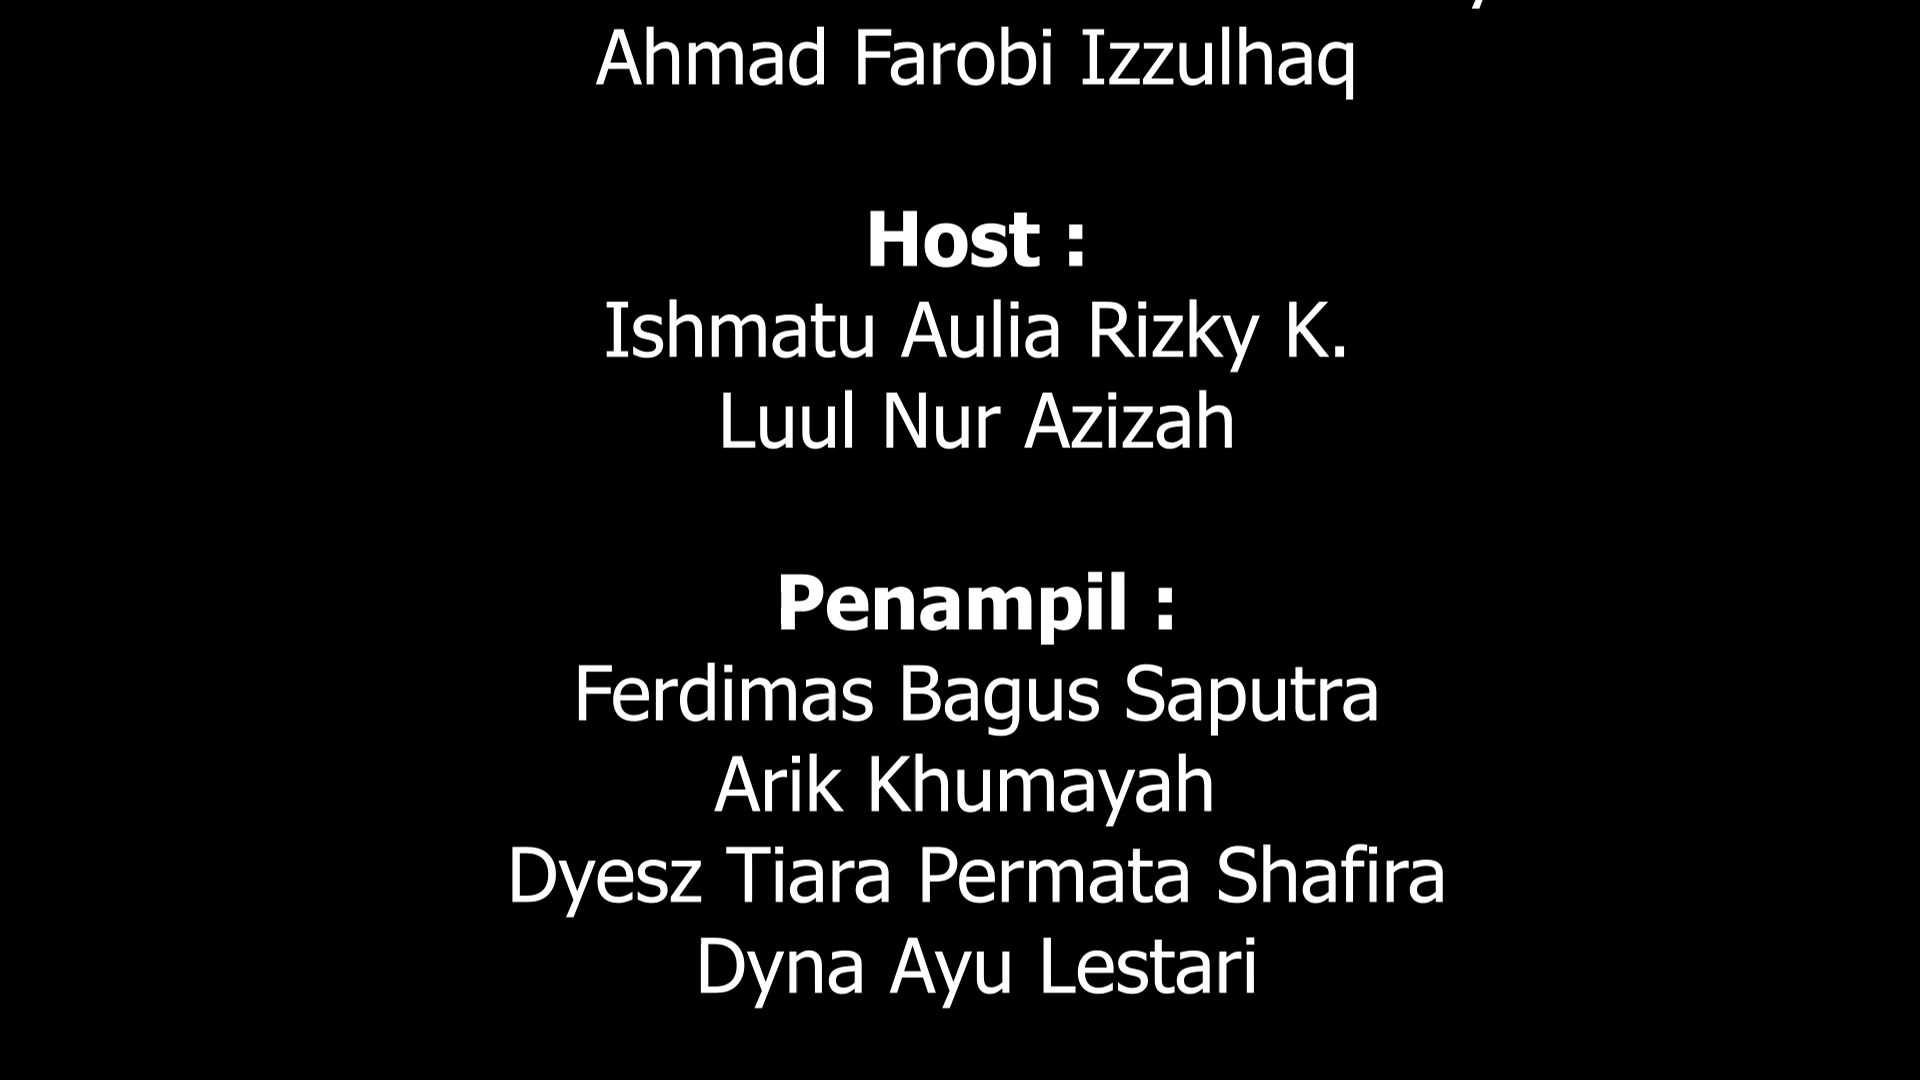 Ahmad Farobi Izzulhaq
Host :
Ishmatu Aulia Rizky K.
Luul Nur Azizah
Penampil :
Ferdimas Bagus Saputra
Arik Khumayah
Dyesz Tiara Permata Shafira
Dyna Ayu Lestari